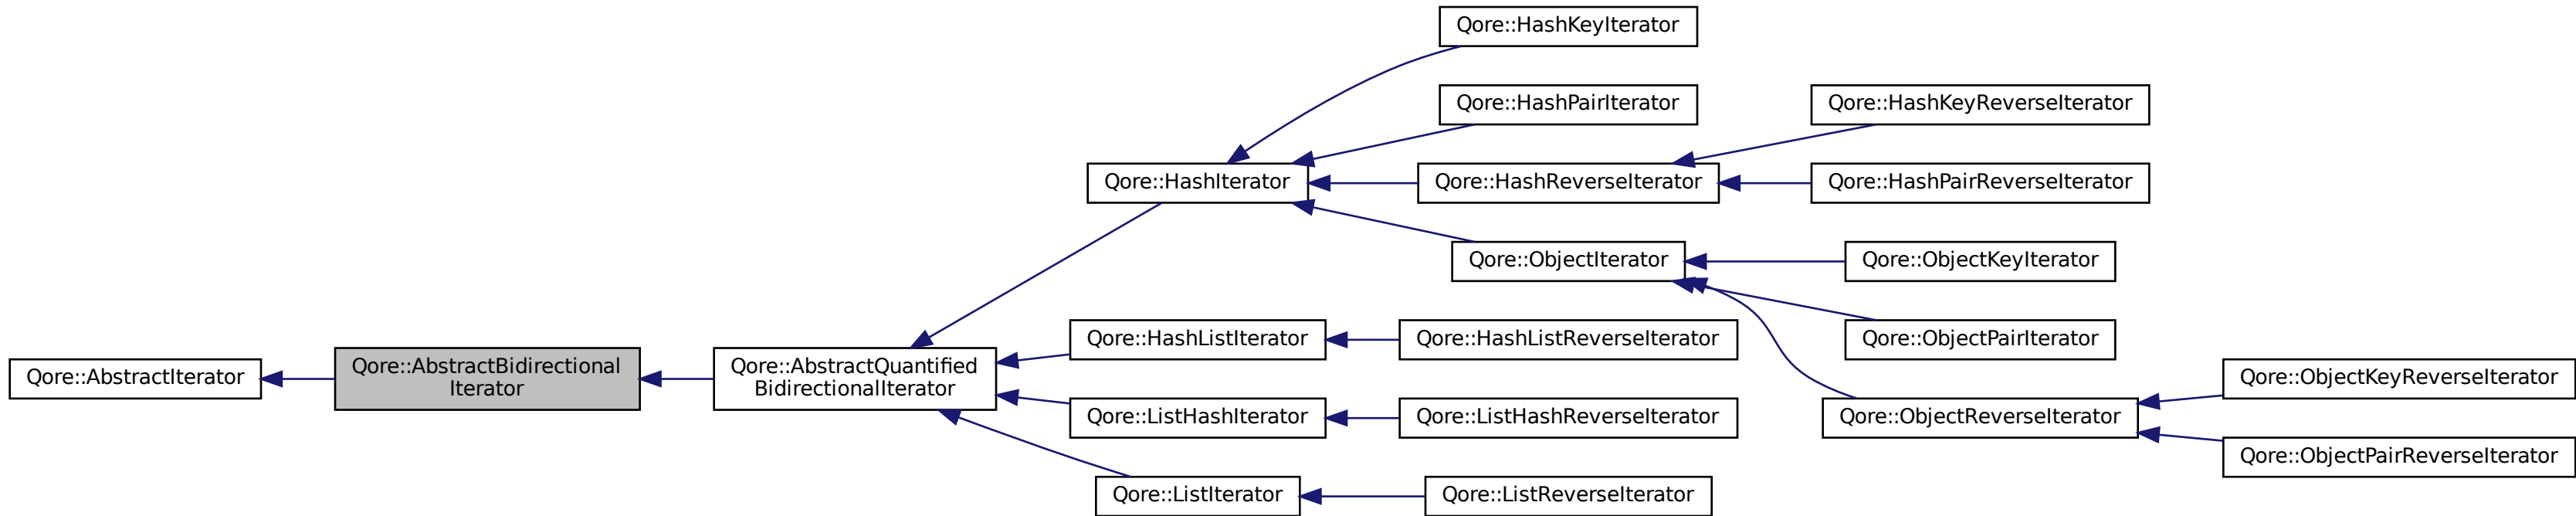 Qore::HashKeyIterator
Qore::HashPairIterator
Qore::HashKeyReverseIterator
Qore::HashIterator
Qore::HashReverseIterator
Qore::HashPairReverseIterator
Qore::ObjectIterator
Qore::ObjectKeyIterator
Qore::HashListIterator
Qore::HashListReverseIterator
Qore::ObjectPairIterator
Qore::AbstractIterator
Qore::AbstractBidirectional
Iterator
Qore::AbstractQuantified
BidirectionalIterator
Qore::ObjectKeyReverseIterator
Qore::ListHashIterator
Qore::ListHashReverseIterator
Qore::ObjectReverseIterator
Qore::ObjectPairReverseIterator
Qore::ListIterator
Qore::ListReverseIterator